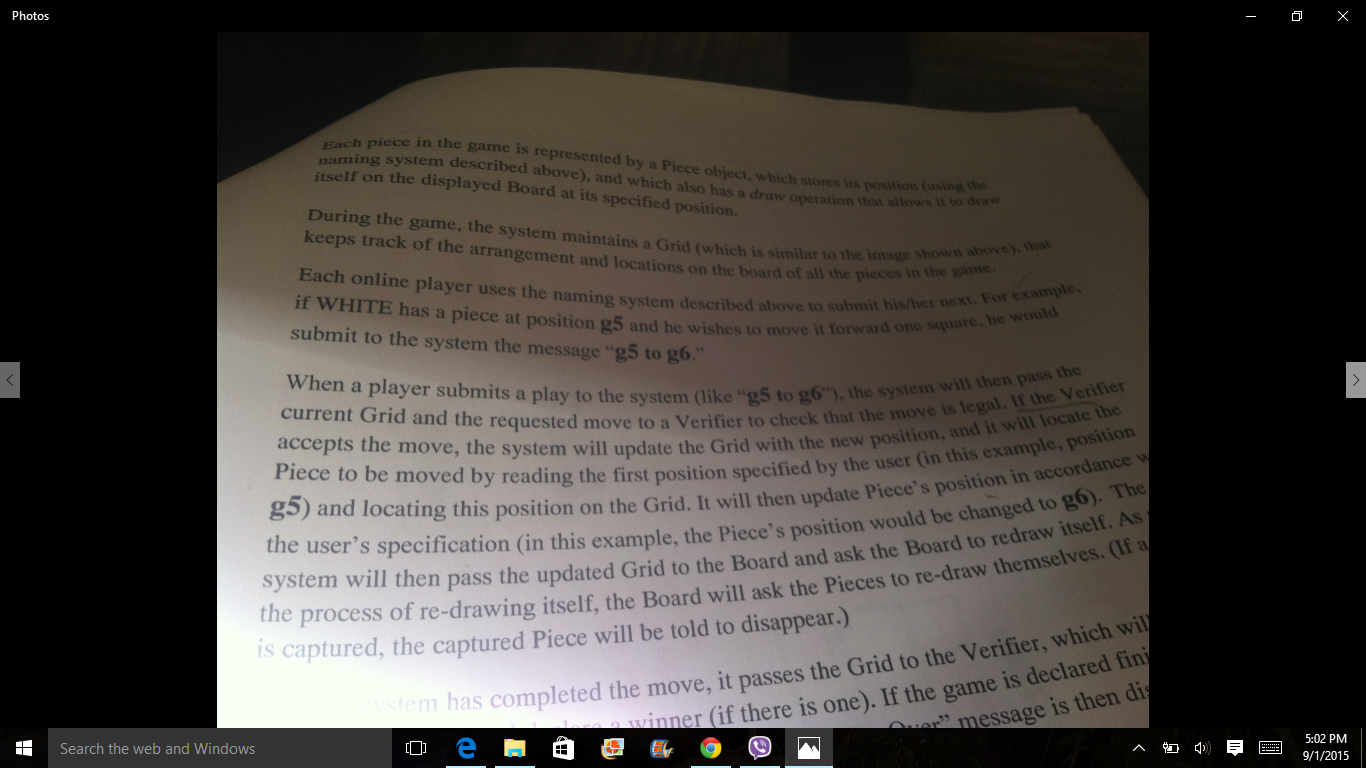 Photos
Each piece in the game is represented by a Piece object, which stores its position (using the
naming system described above), and which also has a draw operation that allows it to draw
itself on the displayed Board at its specified position.
During the game, the system maintains a Grid (which is similar to the image shown above), that
keeps track of the arrangement and locations on the board of all the pieces in the game.
Each online player uses the naming system described above to submit his/her next. For example,
if WHITE has a piece at position g5 and he wishes to move it forward one square, he would
submit to the system the message “g5 to g6.”
When a player submits a play to the system (like “g5 to g6”), the system will then pass the
current Grid and the requested move to a Verifier to check that the move is legal. If the Verifier
accepts the move, the system will update the Grid with the new position, and it will locate the
Piece to be moved by reading the first position specified by the user (in this example, position
g5) and locating this position on the Grid. It will then update Piece’s position in accordance w
the user’s specification (in this example, the Piece’s position would be changed to g6). The
system will then pass the updated Grid to the Board and ask the Board to redraw itself. As
the process of re-drawing itself, the Board will ask the Pieces to re-draw themselves. (If a
is captured, the captured Piece will be told to disappear.)
system has completed the move, it passes the Grid to the Verifier, which will
a winner (if there is one). If the game is declared fini
Over” message is then dis
Search the web and Windows
5:02 PM
9/1/2015